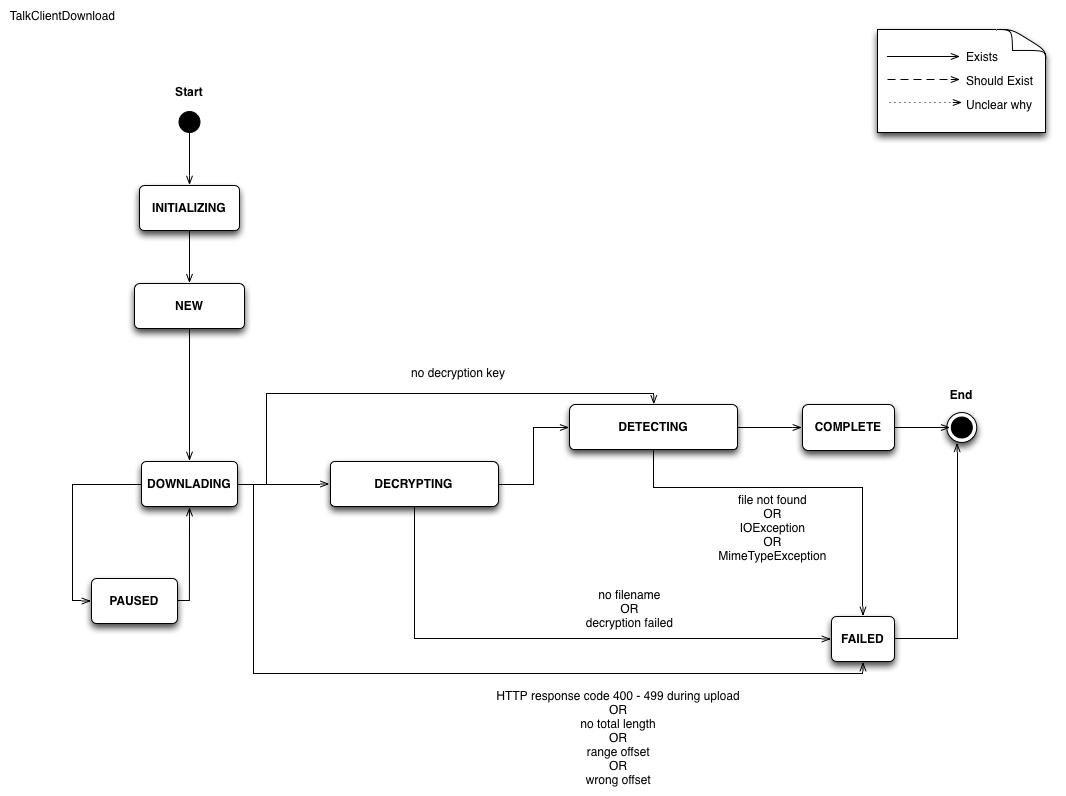 TalkClientDownload
Exists
Should Exist
Unclear why
Start
INITIALIZING
NEW
no decryption key
End
DETECTING
COMPLETE
DOWNLADING
DECRYPTING
file not found
OR
IOException
OR
MimeTypeException
PAUSED
no filename
OR
decryption failed
FAILED
HTTP response code 400 - 499 during upload
OR
no total length
OR
range offset
OR
wrong offset